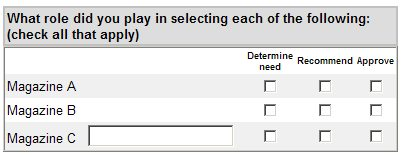 What role did you play in selecting each of the following:
(check all that apply)
Determine need Recommend Approve
Magazine A
Magazine B
Magazine C